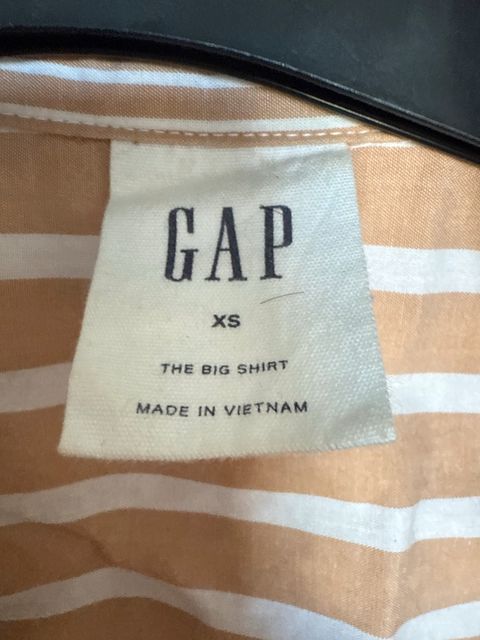 GAP
XS
THE BIG SHIRT
MADE IN VIETNAM